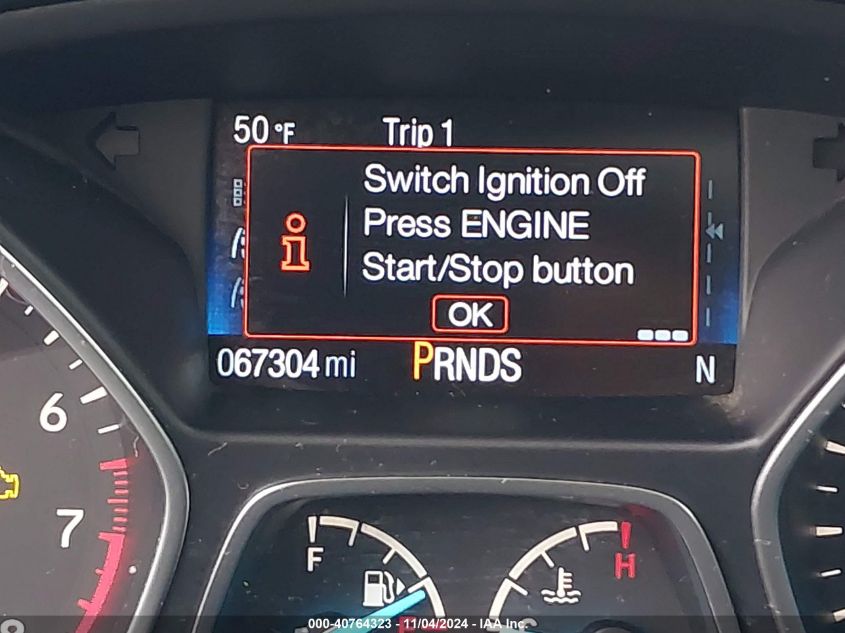 50 °F Trip 1
Switch Ignition Off
Press ENGINE
Start/Stop button
OK
067304 mi PRNDS N
6
7
8
F H
000-40764323 - 11/04/2024 - IAA Inc.